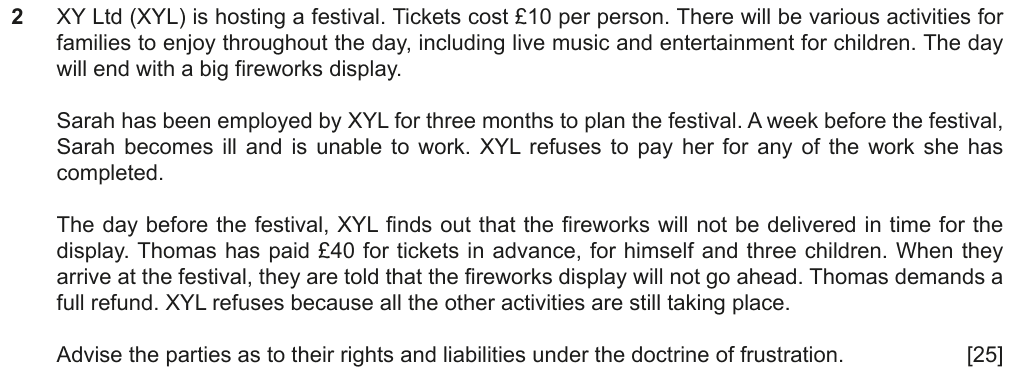 2 XY Ltd (XYL) is hosting a festival. Tickets cost £10 per person. There will be various activities for
families to enjoy throughout the day, including live music and entertainment for children. The day
will end with a big fireworks display.
Sarah has been employed by XYL for three months to plan the festival. A week before the festival,
Sarah becomes ill and is unable to work. XYL refuses to pay her for any of the work she has
completed.
The day before the festival, XYL finds out that the fireworks will not be delivered in time for the
display. Thomas has paid £40 for tickets in advance, for himself and three children. When they
arrive at the festival, they are told that the fireworks display will not go ahead. Thomas demands a
full refund. XYL refuses because all the other activities are still taking place.
Advise the parties as to their rights and liabilities under the doctrine of frustration. [25]